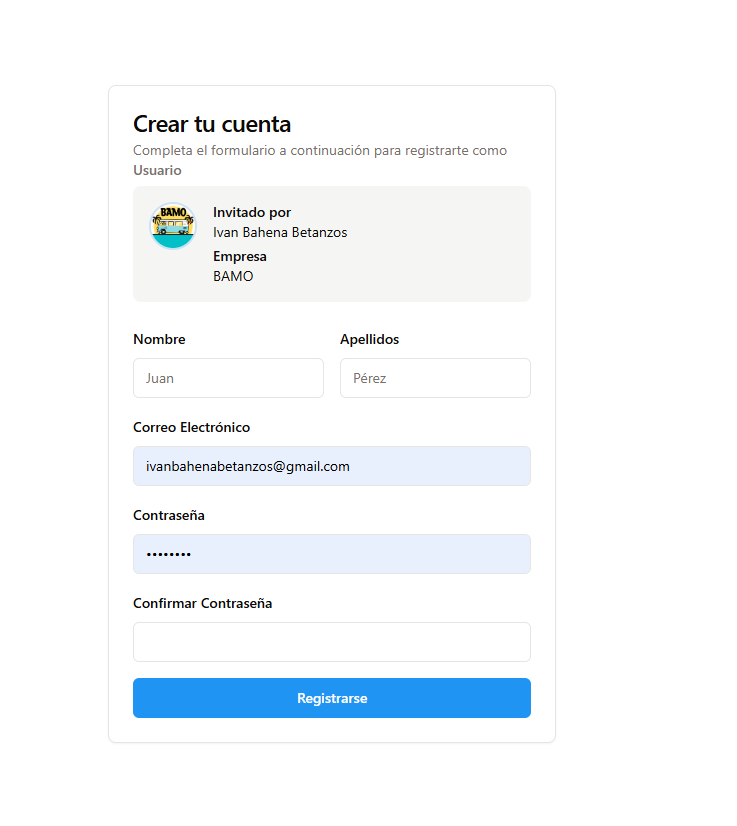 Crear tu cuenta
Completa el formulario a continuación para registrarte como
Usuario
BAMO
Invitado por
Ivan Bahena Betanzos
Empresa
BAMO
Nombre
Apellidos
Juan
Pérez
Correo Electrónico
ivanbahenabetanzos@gmail.com
Contraseña
••••••••
Confirmar Contraseña
Registrarse